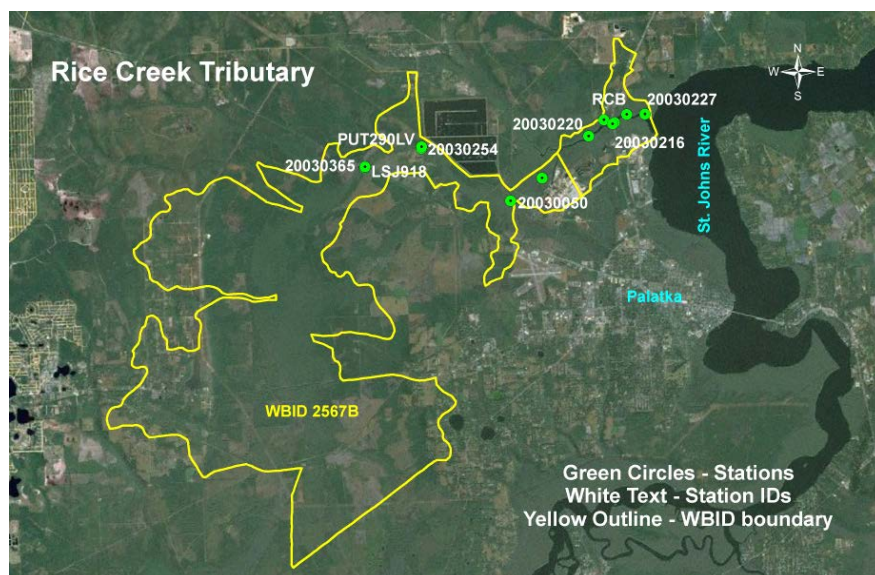 Rice Creek Tributary
N
W E
S
RCB
20030227
20030220
PUT290LV
20030216
20030254
20030365
LSJ918
20030050
St. Johns River
Palatka
WBID 2567B
Green Circles - Stations
White Text - Station IDs
Yellow Outline - WBID boundary